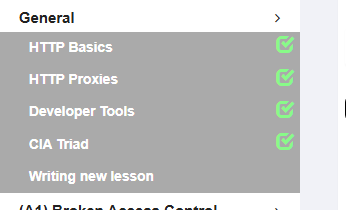 General
HTTP Basics
HTTP Proxies
Developer Tools
CIA Triad
Writing new lesson
(A1) Broken Access Control